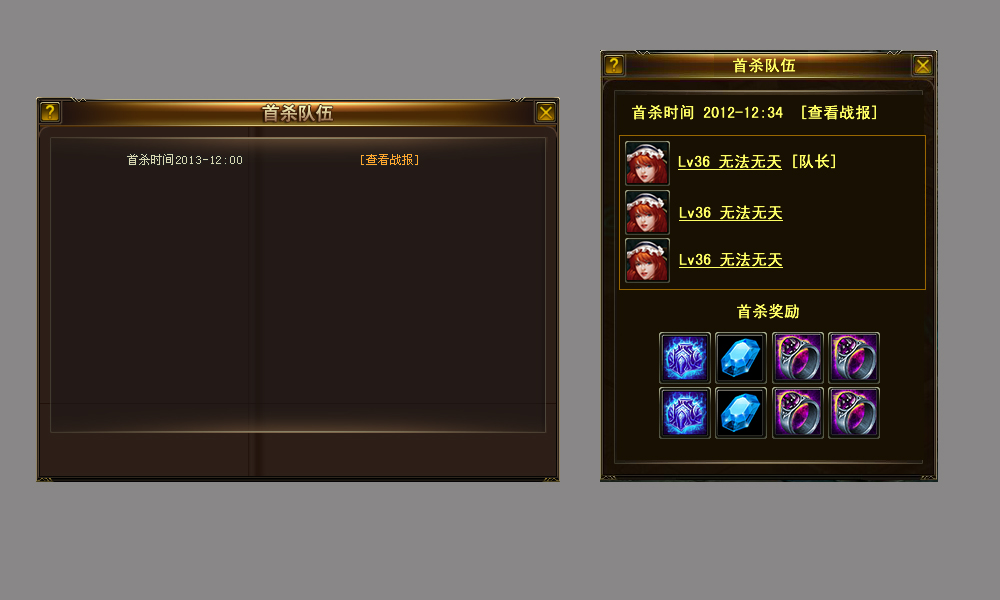 首杀队伍
首杀时间2013-12:00 [查看战报]
首杀队伍
首杀时间 2012-12:34 [查看战报]
Lv36 无法无天 [队长]
Lv36 无法无天
Lv36 无法无天
首杀奖励